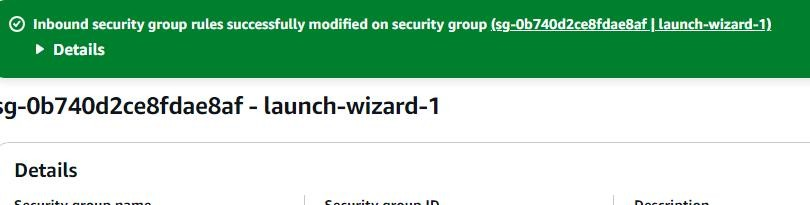 Inbound security group rules successfully modified on security group (sg-0b740d2ce8fdae8af | launch-wizard-1)
Details
sg-0b740d2ce8fdae8af - launch-wizard-1
Details
Security group name Security group ID Description